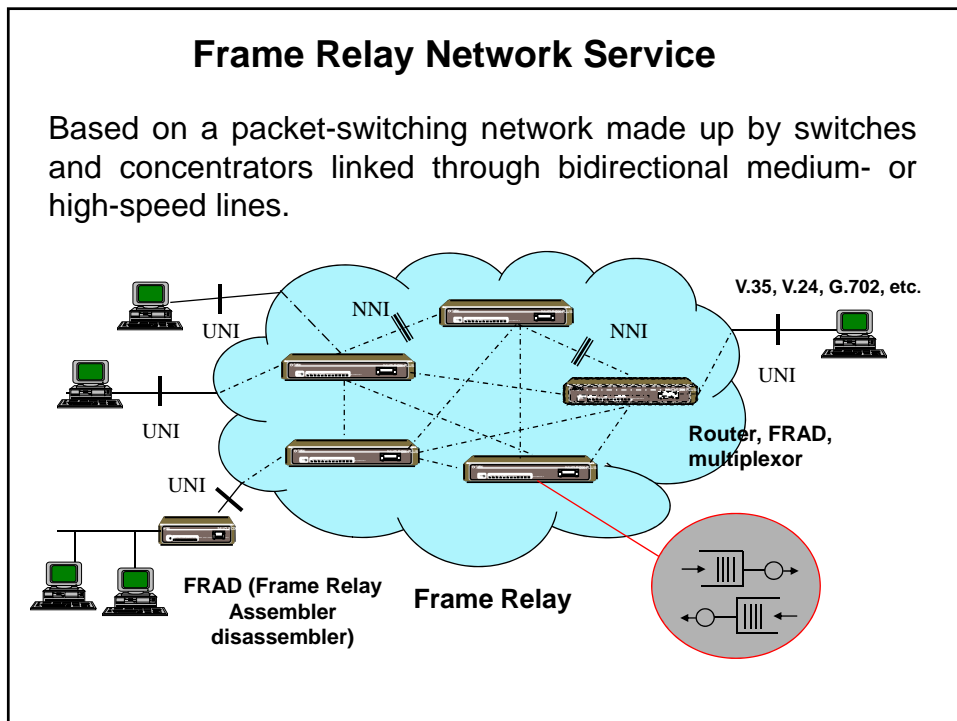 Frame Relay Network Service
Based on a packet-switching network made up by switches
and concentrators linked through bidirectional medium- or
high-speed lines.
V.35, V.24, G.702, etc.
NNI
NNI
UNI
UNI
UNI
UNI
Router, FRAD,
multiplexor
FRAD (Frame Relay
Assembler
disassembler)
Frame Relay